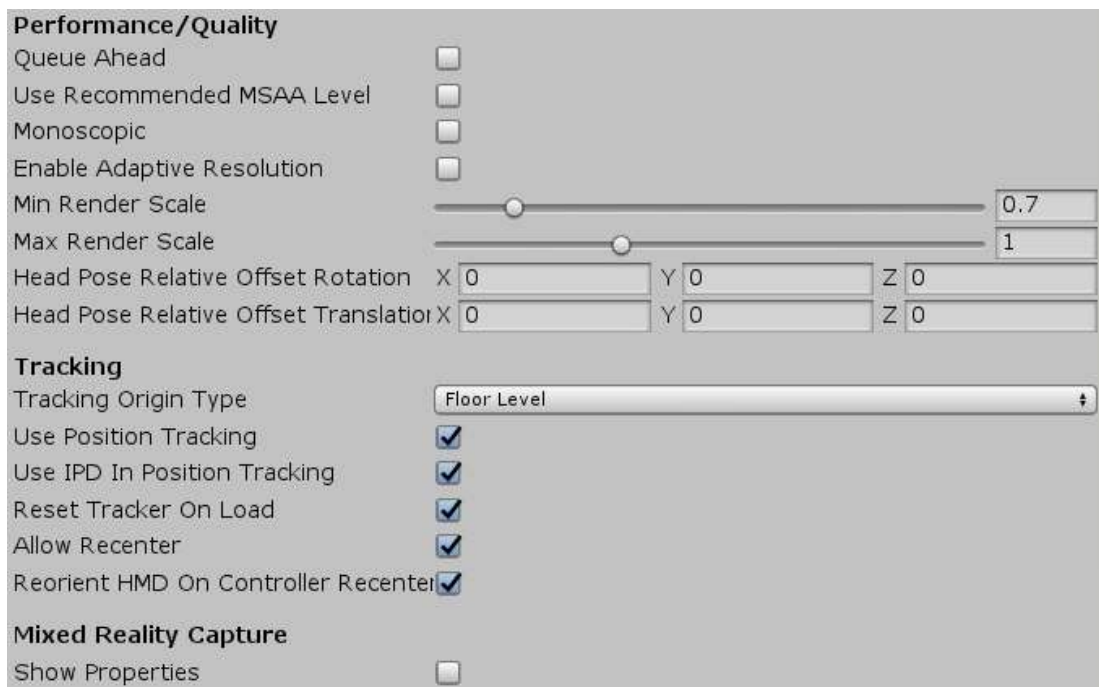 Performance/Quality
Queue Ahead
Use Recommended MSAA Level
Monoscopic
Enable Adaptive Resolution
Min Render Scale 0.7
Max Render Scale 1
Head Pose Relative Offset Rotation X 0 Y 0 Z 0
Head Pose Relative Offset Translation X 0 Y 0 Z 0
Tracking
Tracking Origin Type Floor Level
Use Position Tracking
Use IPD In Position Tracking
Reset Tracker On Load
Allow Recenter
Reorient HMD On Controller Recenter
Mixed Reality Capture
Show Properties